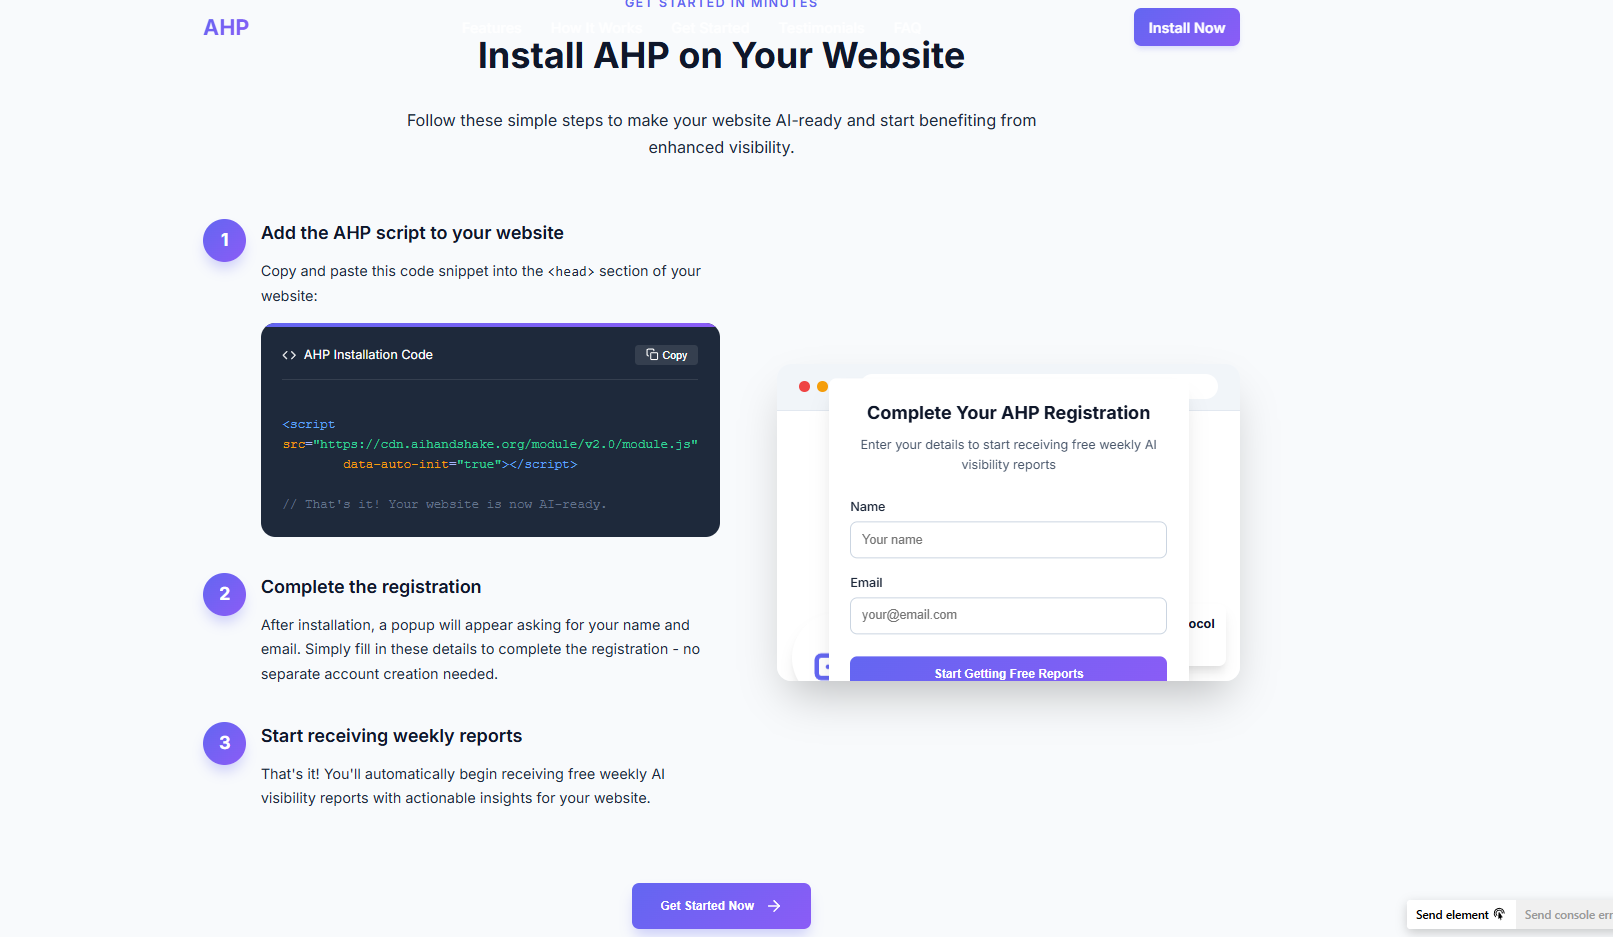 GET STARTED IN MINUTES
AHP
Features How It Works Get Started Testimonials FAQ
Install Now
Install AHP on Your Website
Follow these simple steps to make your website AI-ready and start benefiting from
enhanced visibility.
1
Add the AHP script to your website
Copy and paste this code snippet into the <head> section of your
website:
<> AHP Installation Code
Copy
<script
src="https://cdn.aihandshake.org/module/v2.0/module.js"
data-auto-init="true"></script>
// That's it! Your website is now AI-ready.
2
Complete the registration
After installation, a popup will appear asking for your name and
email. Simply fill in these details to complete the registration - no
separate account creation needed.
3
Start receiving weekly reports
That's it! You'll automatically begin receiving free weekly AI
visibility reports with actionable insights for your website.
Complete Your AHP Registration
Enter your details to start receiving free weekly AI
visibility reports
Name
Your name
Email
your@email.com
ocol
Start Getting Free Reports
Get Started Now
Send element
Send console err